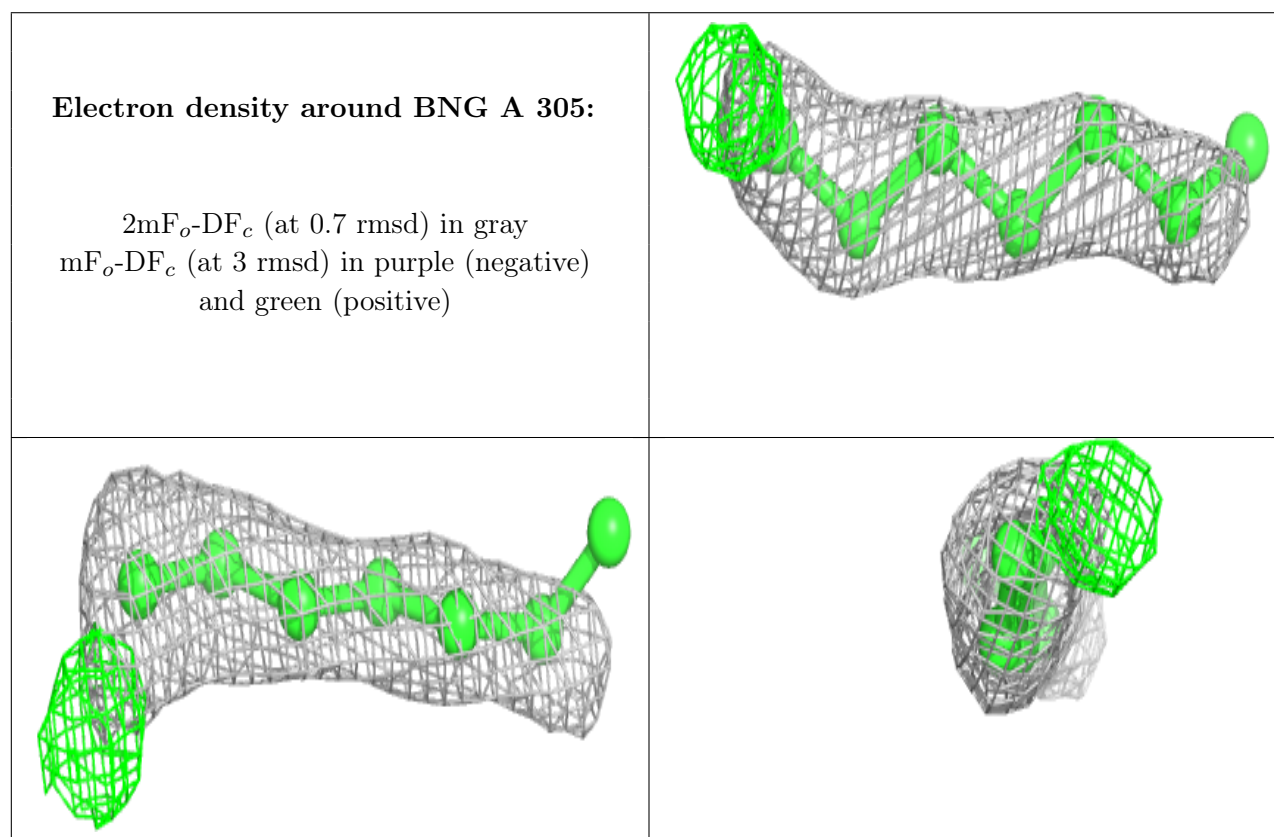 Electron density around BNG A 305:
2mFo-DFc (at 0.7 rmsd) in gray
mFo-DFc (at 3 rmsd) in purple (negative)
and green (positive)